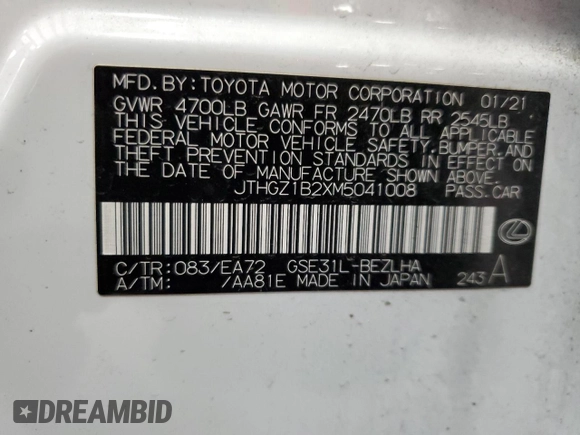 MFD.BY:TOYOTA MOTOR CORPORATION 01/21
GVWR 4700LB GAWR FR 2470LB RR 2545LB
THIS VEHICLE CONFORMS TO ALL APPLICABLE
FEDERAL MOTOR VEHICLE SAFETY,BUMPER,AND
THEFT PREVENTION STANDARDS IN EFFECT ON
THE DATE OF MANUFACTURE SHOWN ABOVE.
JTHGZ1B2XM5041008 PASS.CAR
C/TR:083/EA72 GSE31L-BEZLHA
A/TM: /AA81E MADE IN JAPAN 243 A
DREAMBID